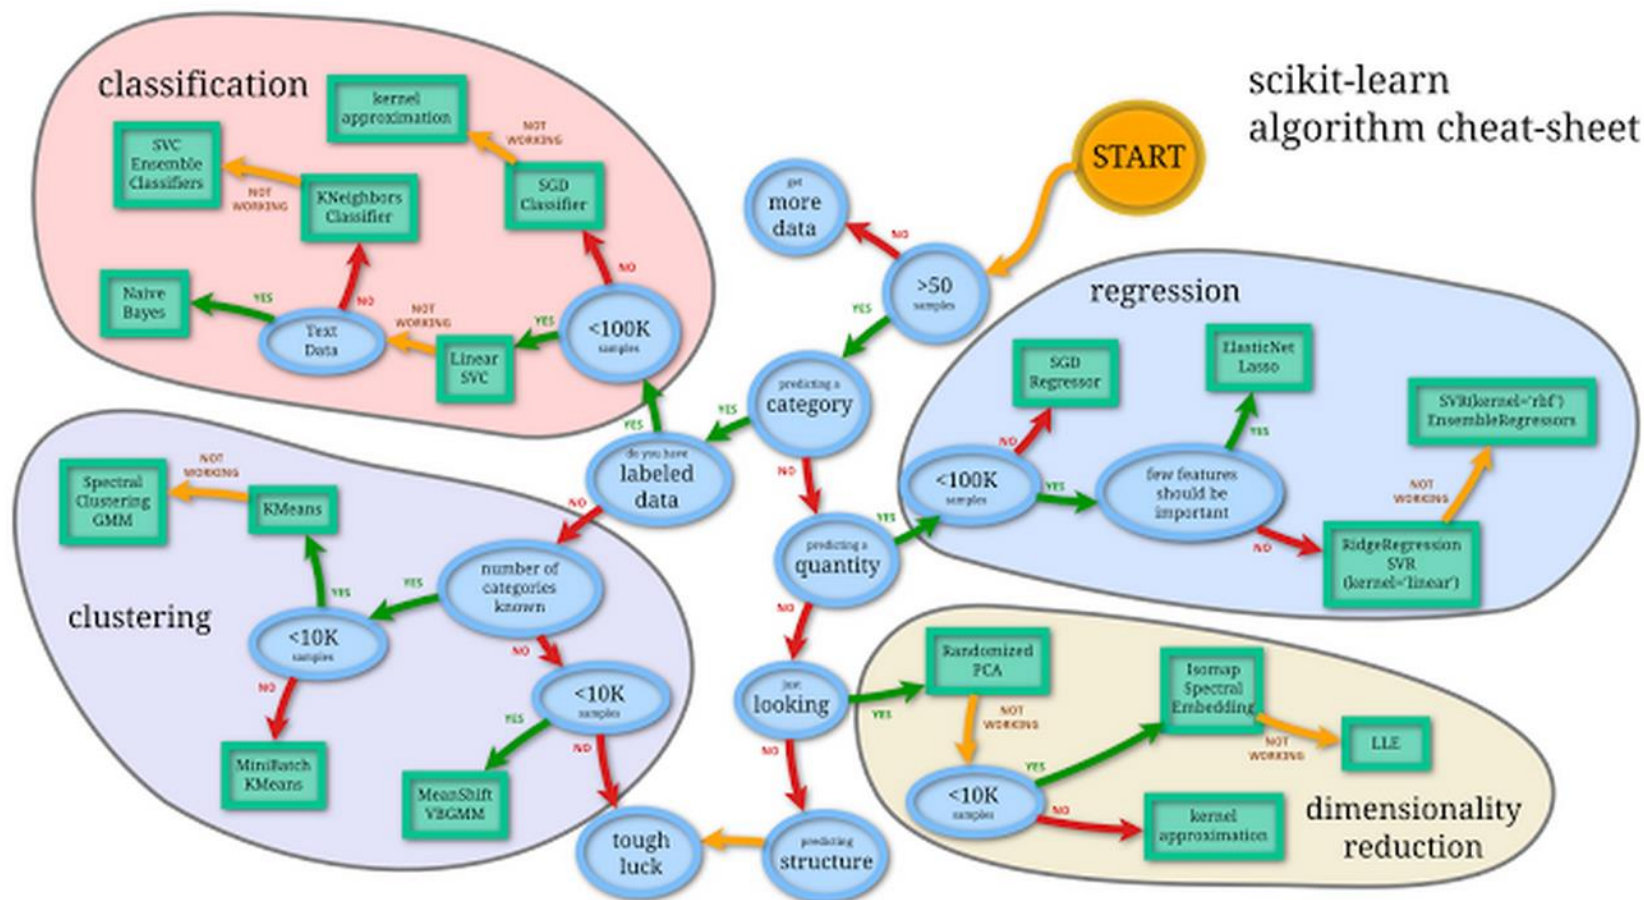 scikit-learn
algorithm cheat-sheet
START
get
more
data
NO
>50
samples
YES
predicting a
category
YES
NO
do you have
labeled
data
YES
NO
predicting a
quantity
YES
NO
just
looking
YES
NO
predicting
structure
tough
luck
classification
kernel
approximation
NOT
WORKING
SGD
Classifier
NO
<100K
samples
YES
Linear
SVC
NOT
WORKING
Text
Data
YES
NO
Naive
Bayes
KNeighbors
Classifier
NOT
WORKING
SVC
Ensemble
Classifiers
regression
<100K
samples
NO
SGD
Regressor
YES
few features
should be
important
YES
ElasticNet
Lasso
NO
RidgeRegression
SVR
(kernel='linear')
NOT
WORKING
SVR(kernel='rbf')
EnsembleRegressors
clustering
number of
categories
known
YES
NO
<10K
samples
YES
NO
KMeans
NOT
WORKING
Spectral
Clustering
GMM
MiniBatch
KMeans
<10K
samples
YES
NO
MeanShift
VBGMM
dimensionality
reduction
Randomized
PCA
NOT
WORKING
<10K
samples
YES
NO
Isomap
Spectral
Embedding
NOT
WORKING
LLE
kernel
approximation